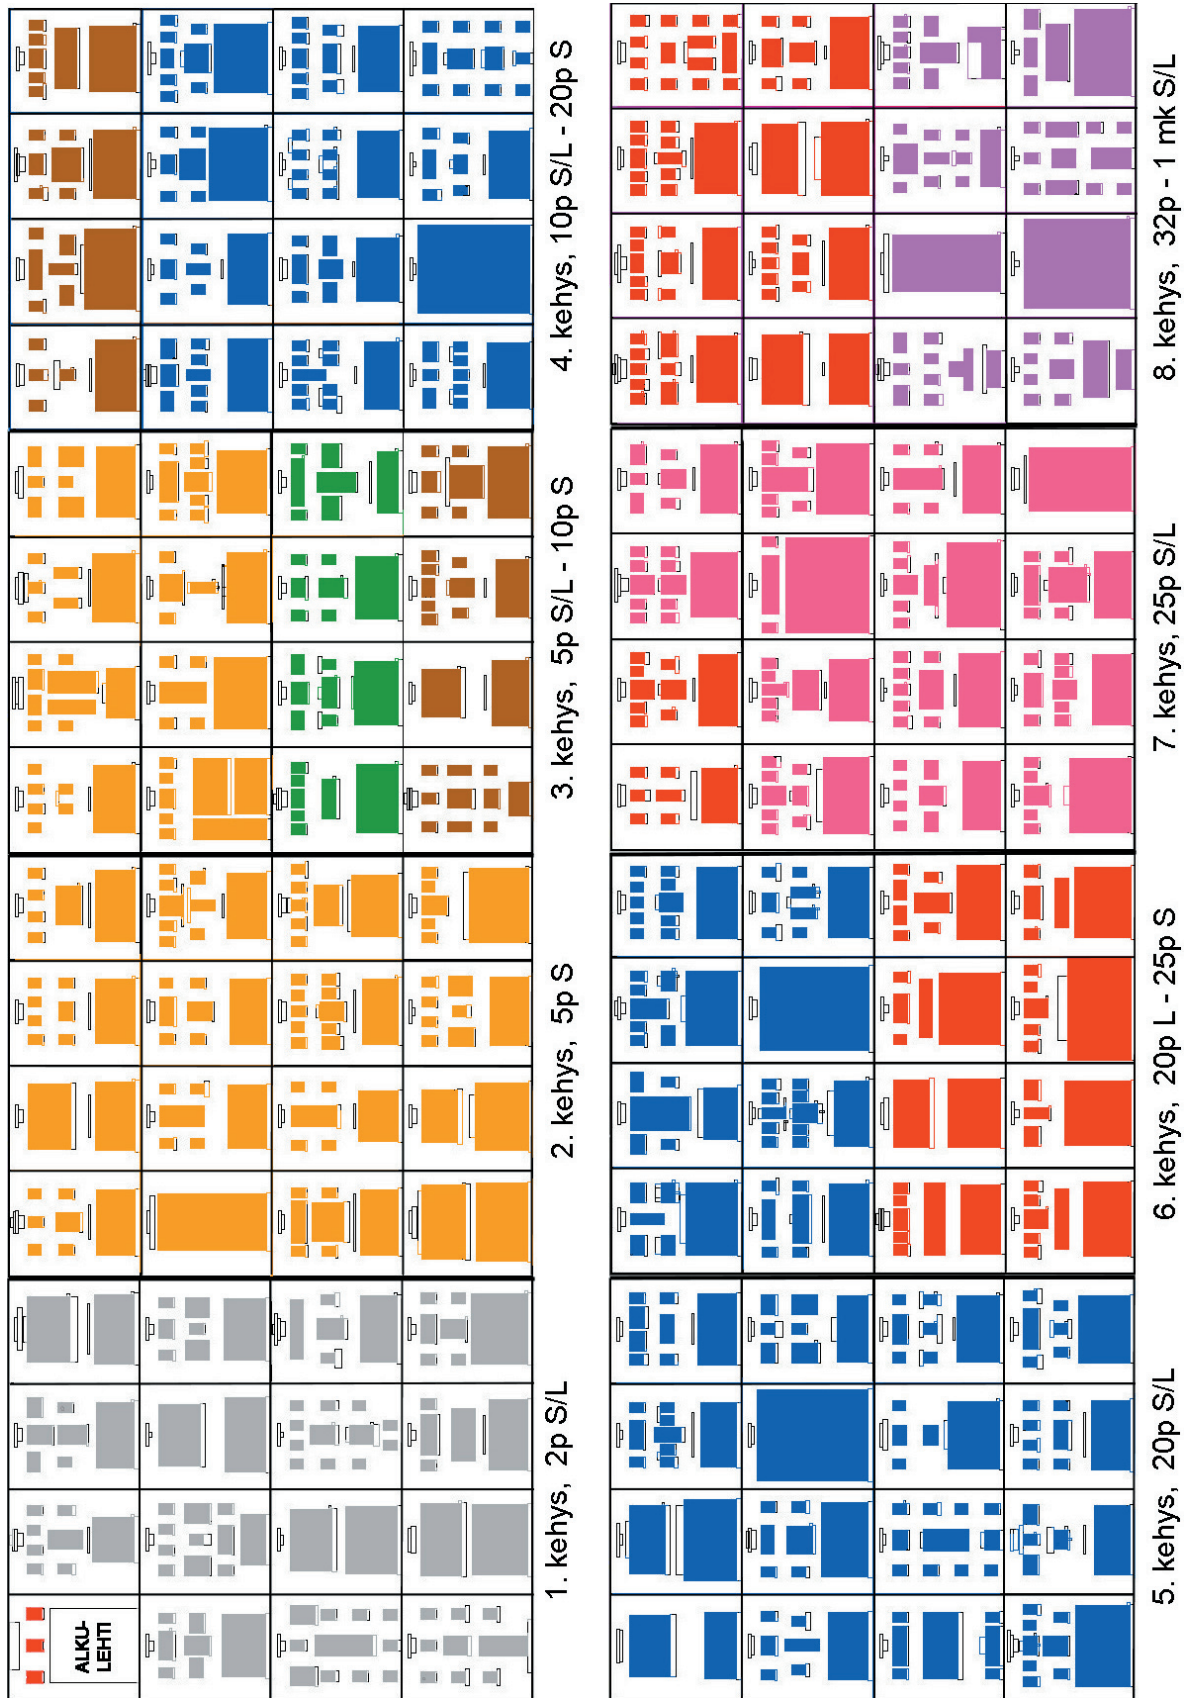 ALKU-
LEHTI
1. kehys, 2p S/L
2. kehys, 5p S
3. kehys, 5p S/L - 10p S
4. kehys, 10p S/L - 20p S
5. kehys, 20p S/L
6. kehys, 20p L - 25p S
7. kehys, 25p S/L
8. kehys, 32p - 1 mk S/L